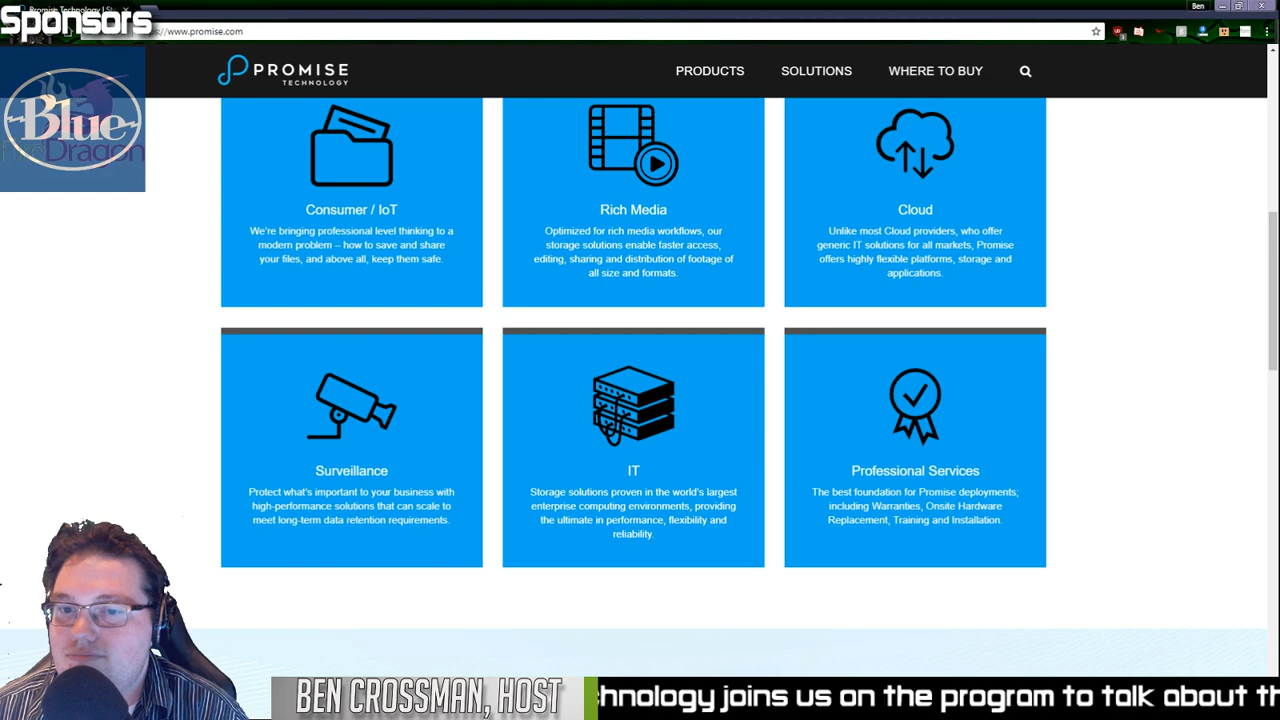 Promise Technology | St
Ben
Sponsors
www.promise.com
Blue
Dragon
PROMISE
TECHNOLOGY
PRODUCTS
SOLUTIONS
WHERE TO BUY
Consumer / IoT
We're bringing professional level thinking to a
modern problem – how to save and share
your files, and above all, keep them safe.
Rich Media
Optimized for rich media workflows, our
storage solutions enable faster access,
editing, sharing and distribution of footage of
all size and formats.
Cloud
Unlike most Cloud providers, who offer
generic IT solutions for all markets, Promise
offers highly flexible platforms, storage and
applications.
Surveillance
Protect what's important to your business with
high-performance solutions that can scale to
meet long-term data retention requirements.
IT
Storage solutions proven in the world's largest
enterprise computing environments, providing
the ultimate in performance, flexibility and
reliability.
Professional Services
The best foundation for Promise deployments;
including Warranties, Onsite Hardware
Replacement, Training and Installation.
BEN CROSSMAN, HOST
chnology joins us on the program to talk about th